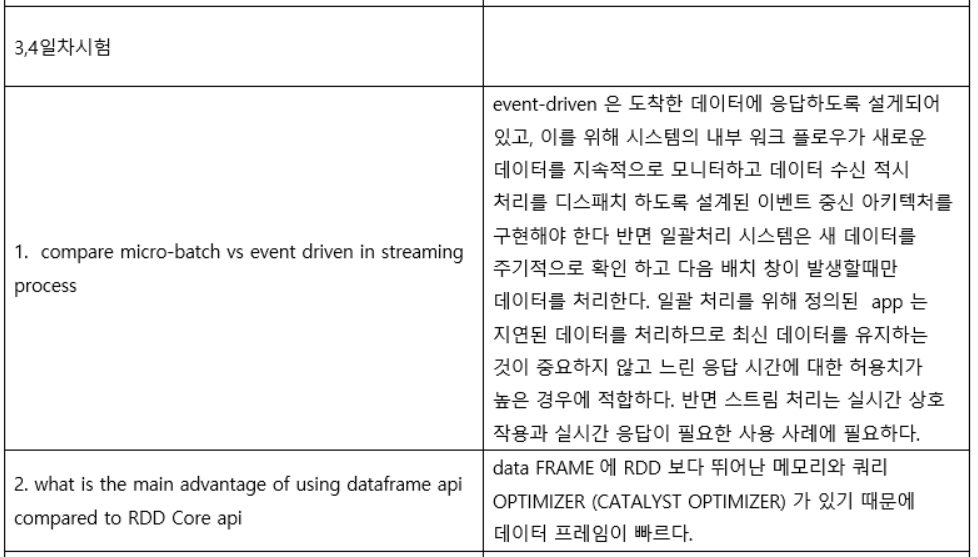 3,4일차시험
1. compare micro-batch vs event driven in streaming
process
event-driven 은 도착한 데이터에 응답하도록 설게되어
있고, 이를 위해 시스템의 내부 워크 플로우가 새로운
데이터를 지속적으로 모니터하고 데이터 수신 적시
처리를 디스패치 하도록 설계된 이벤트 중신 아키텍처를
구현해야 한다 반면 일괄처리 시스템은 새 데이터를
주기적으로 확인 하고 다음 배치 창이 발생할때만
데이터를 처리한다. 일괄 처리를 위해 정의된 app 는
지연된 데이터를 처리하므로 최신 데이터를 유지하는
것이 중요하지 않고 느린 응답 시간에 대한 허용치가
높은 경우에 적합하다. 반면 스트림 처리는 실시간 상호
작용과 실시간 응답이 필요한 사용 사례에 필요하다.
2. what is the main advantage of using dataframe api
compared to RDD Core api
data FRAME 에 RDD 보다 뛰어난 메모리와 쿼리
OPTIMIZER (CATALYST OPTIMIZER) 가 있기 때문에
데이터 프레임이 빠르다.